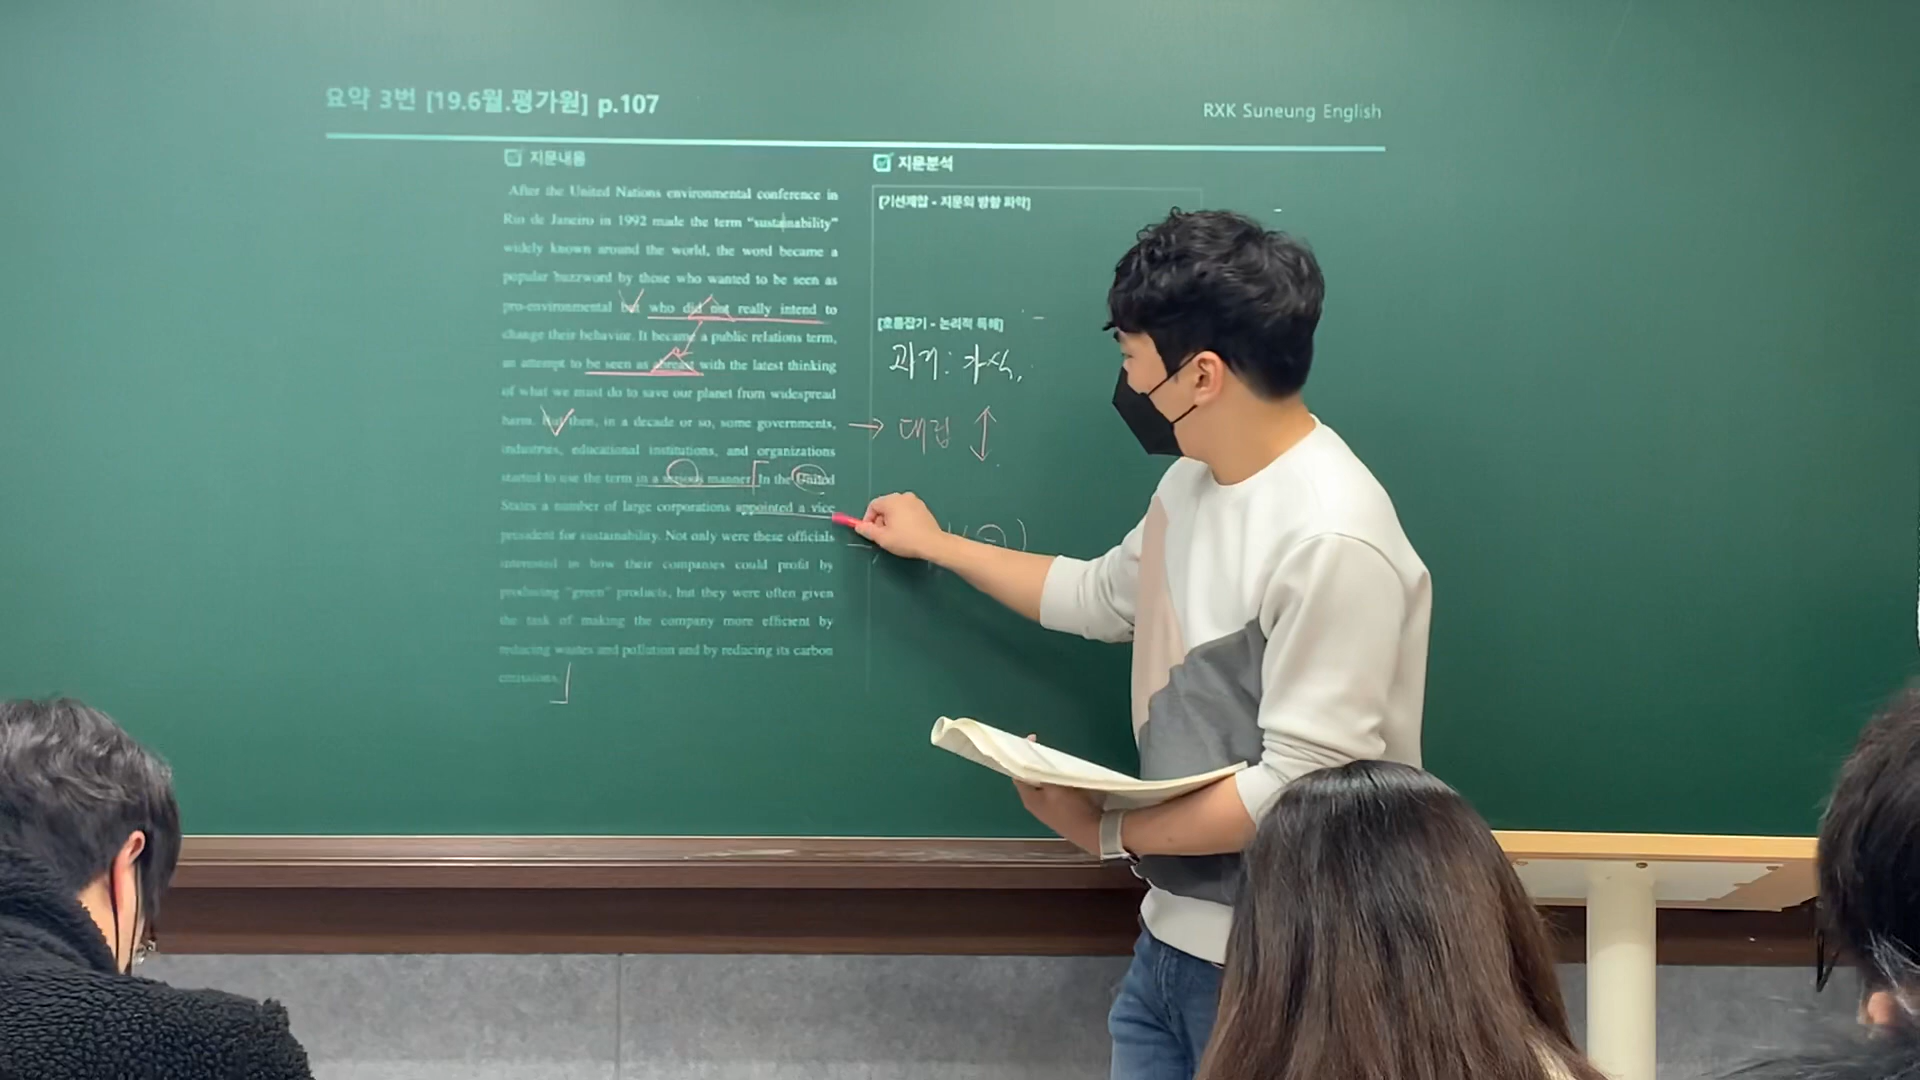 요약 3번 [19.6월.평가원] p.107
RXK Suneung English
지문내용
After the United Nations environmental conference in
Rio de Janeiro in 1992 made the term “sustainability”
widely known around the world, the word became a
popular buzzword by those who wanted to be seen as
pro-environmental but who did not really intend to
change their behavior. It became a public relations term,
an attempt to be seen as abreast with the latest thinking
of what we must do to save our planet from widespread
harm. But then, in a decade or so, some governments,
industries, educational institutions, and organizations
started to use the term in a serious manner. In the United
States a number of large corporations appointed a vice
president for sustainability. Not only were these officials
interested in how their companies could profit by
producing “green” products, but they were often given
the task of making the company more efficient by
reducing wastes and pollution and by reducing its carbon
emissions.
지문분석
[기선제압 - 지문의 방향 파악]
[흐름잡기 - 논리적 독해]
과거: 가식.
→ 대립 ↕